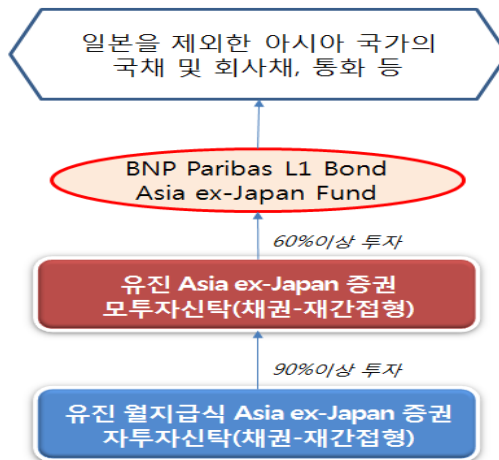 일본을 제외한 아시아 국가의
국채 및 회사채, 통화 등
BNP Paribas L1 Bond
Asia ex-Japan Fund
60%이상 투자
유진 Asia ex-Japan 증권
모투자신탁(채권-재간접형)
90%이상 투자
유진 월지급식 Asia ex-Japan 증권
자투자신탁(채권-재간접형)